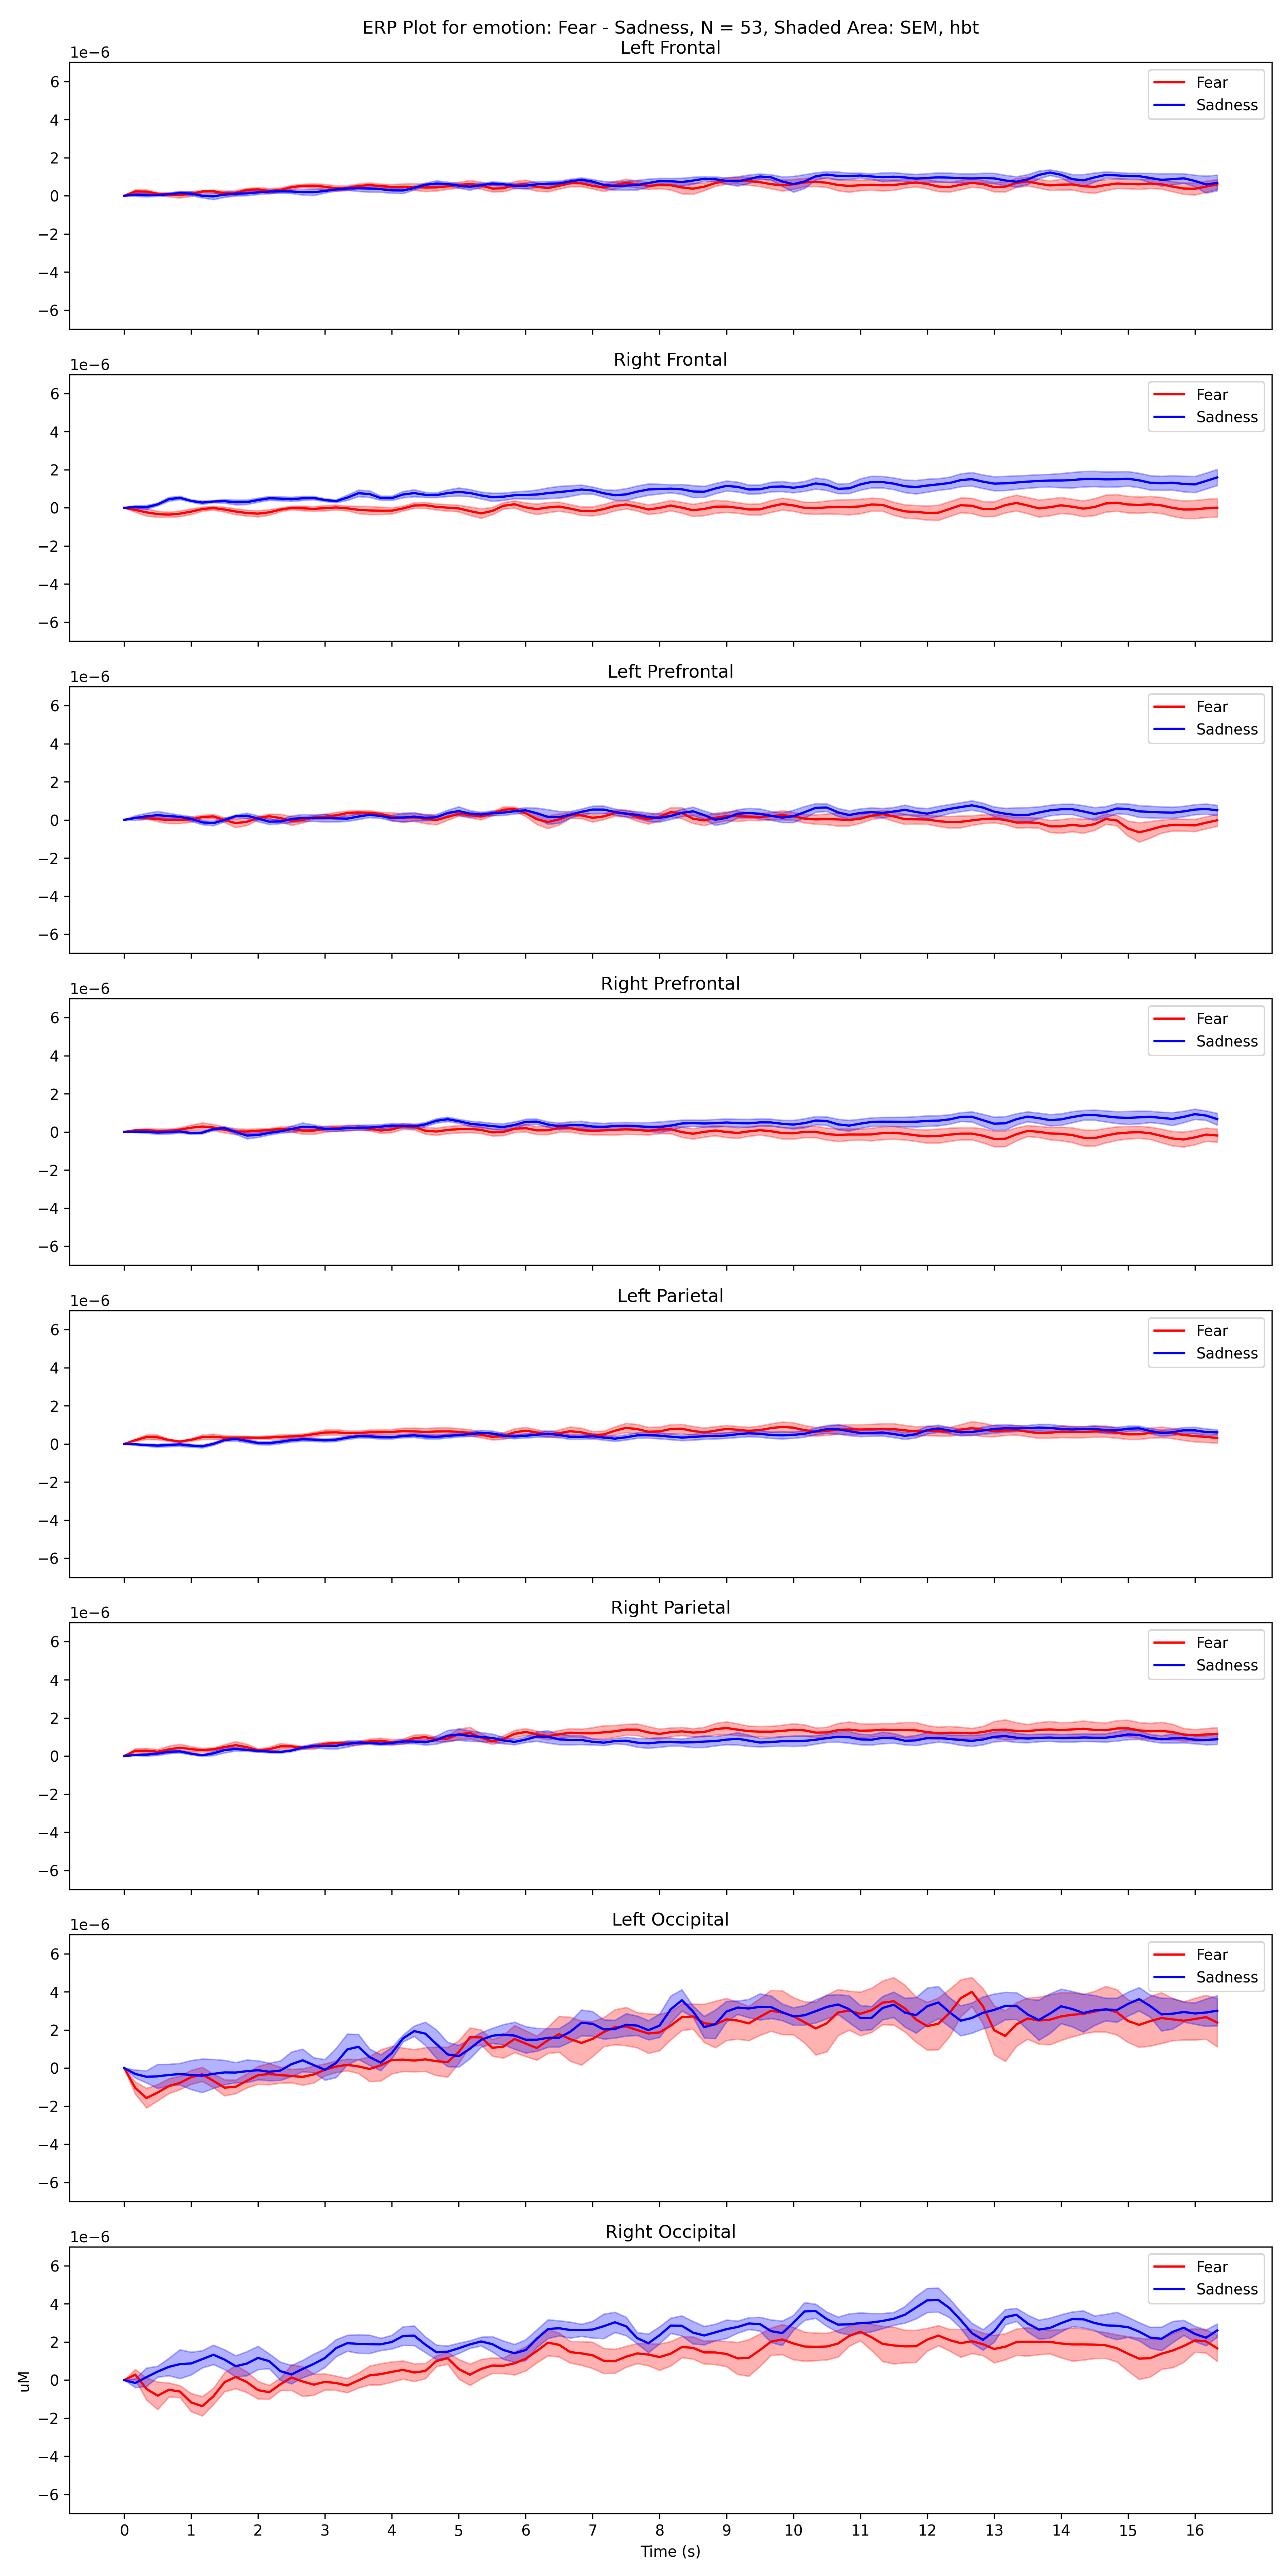 ERP Plot for emotion: Fear - Sadness, N = 53, Shaded Area: SEM, hbt
Left Frontal
1e−6
6
4
2
0
−2
−4
−6
Fear
Sadness
Right Frontal
1e−6
6
4
2
0
−2
−4
−6
Fear
Sadness
Left Prefrontal
1e−6
6
4
2
0
−2
−4
−6
Fear
Sadness
Right Prefrontal
1e−6
6
4
2
0
−2
−4
−6
Fear
Sadness
Left Parietal
1e−6
6
4
2
0
−2
−4
−6
Fear
Sadness
Right Parietal
1e−6
6
4
2
0
−2
−4
−6
Fear
Sadness
Left Occipital
1e−6
6
4
2
0
−2
−4
−6
Fear
Sadness
Right Occipital
1e−6
6
4
2
0
−2
−4
−6
uM
Fear
Sadness
0 1 2 3 4 5 6 7 8 9 10 11 12 13 14 15 16
Time (s)